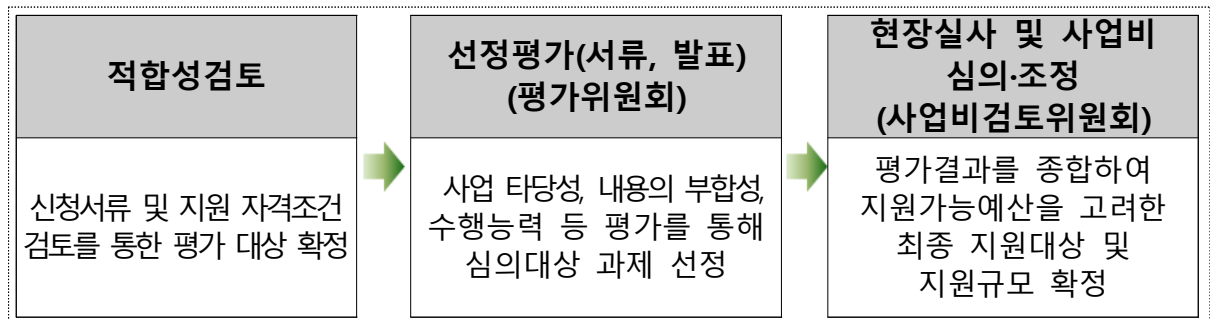 적합성검토
신청서류 및 지원 자격조건
검토를 통한 평가 대상 확정
선정평가(서류, 발표)
(평가위원회)
사업 타당성, 내용의 부합성,
수행능력 등 평가를 통해
심의대상 과제 선정
현장실사 및 사업비
심의·조정
(사업비검토위원회)
평가결과를 종합하여
지원가능예산을 고려한
최종 지원대상 및
지원규모 확정